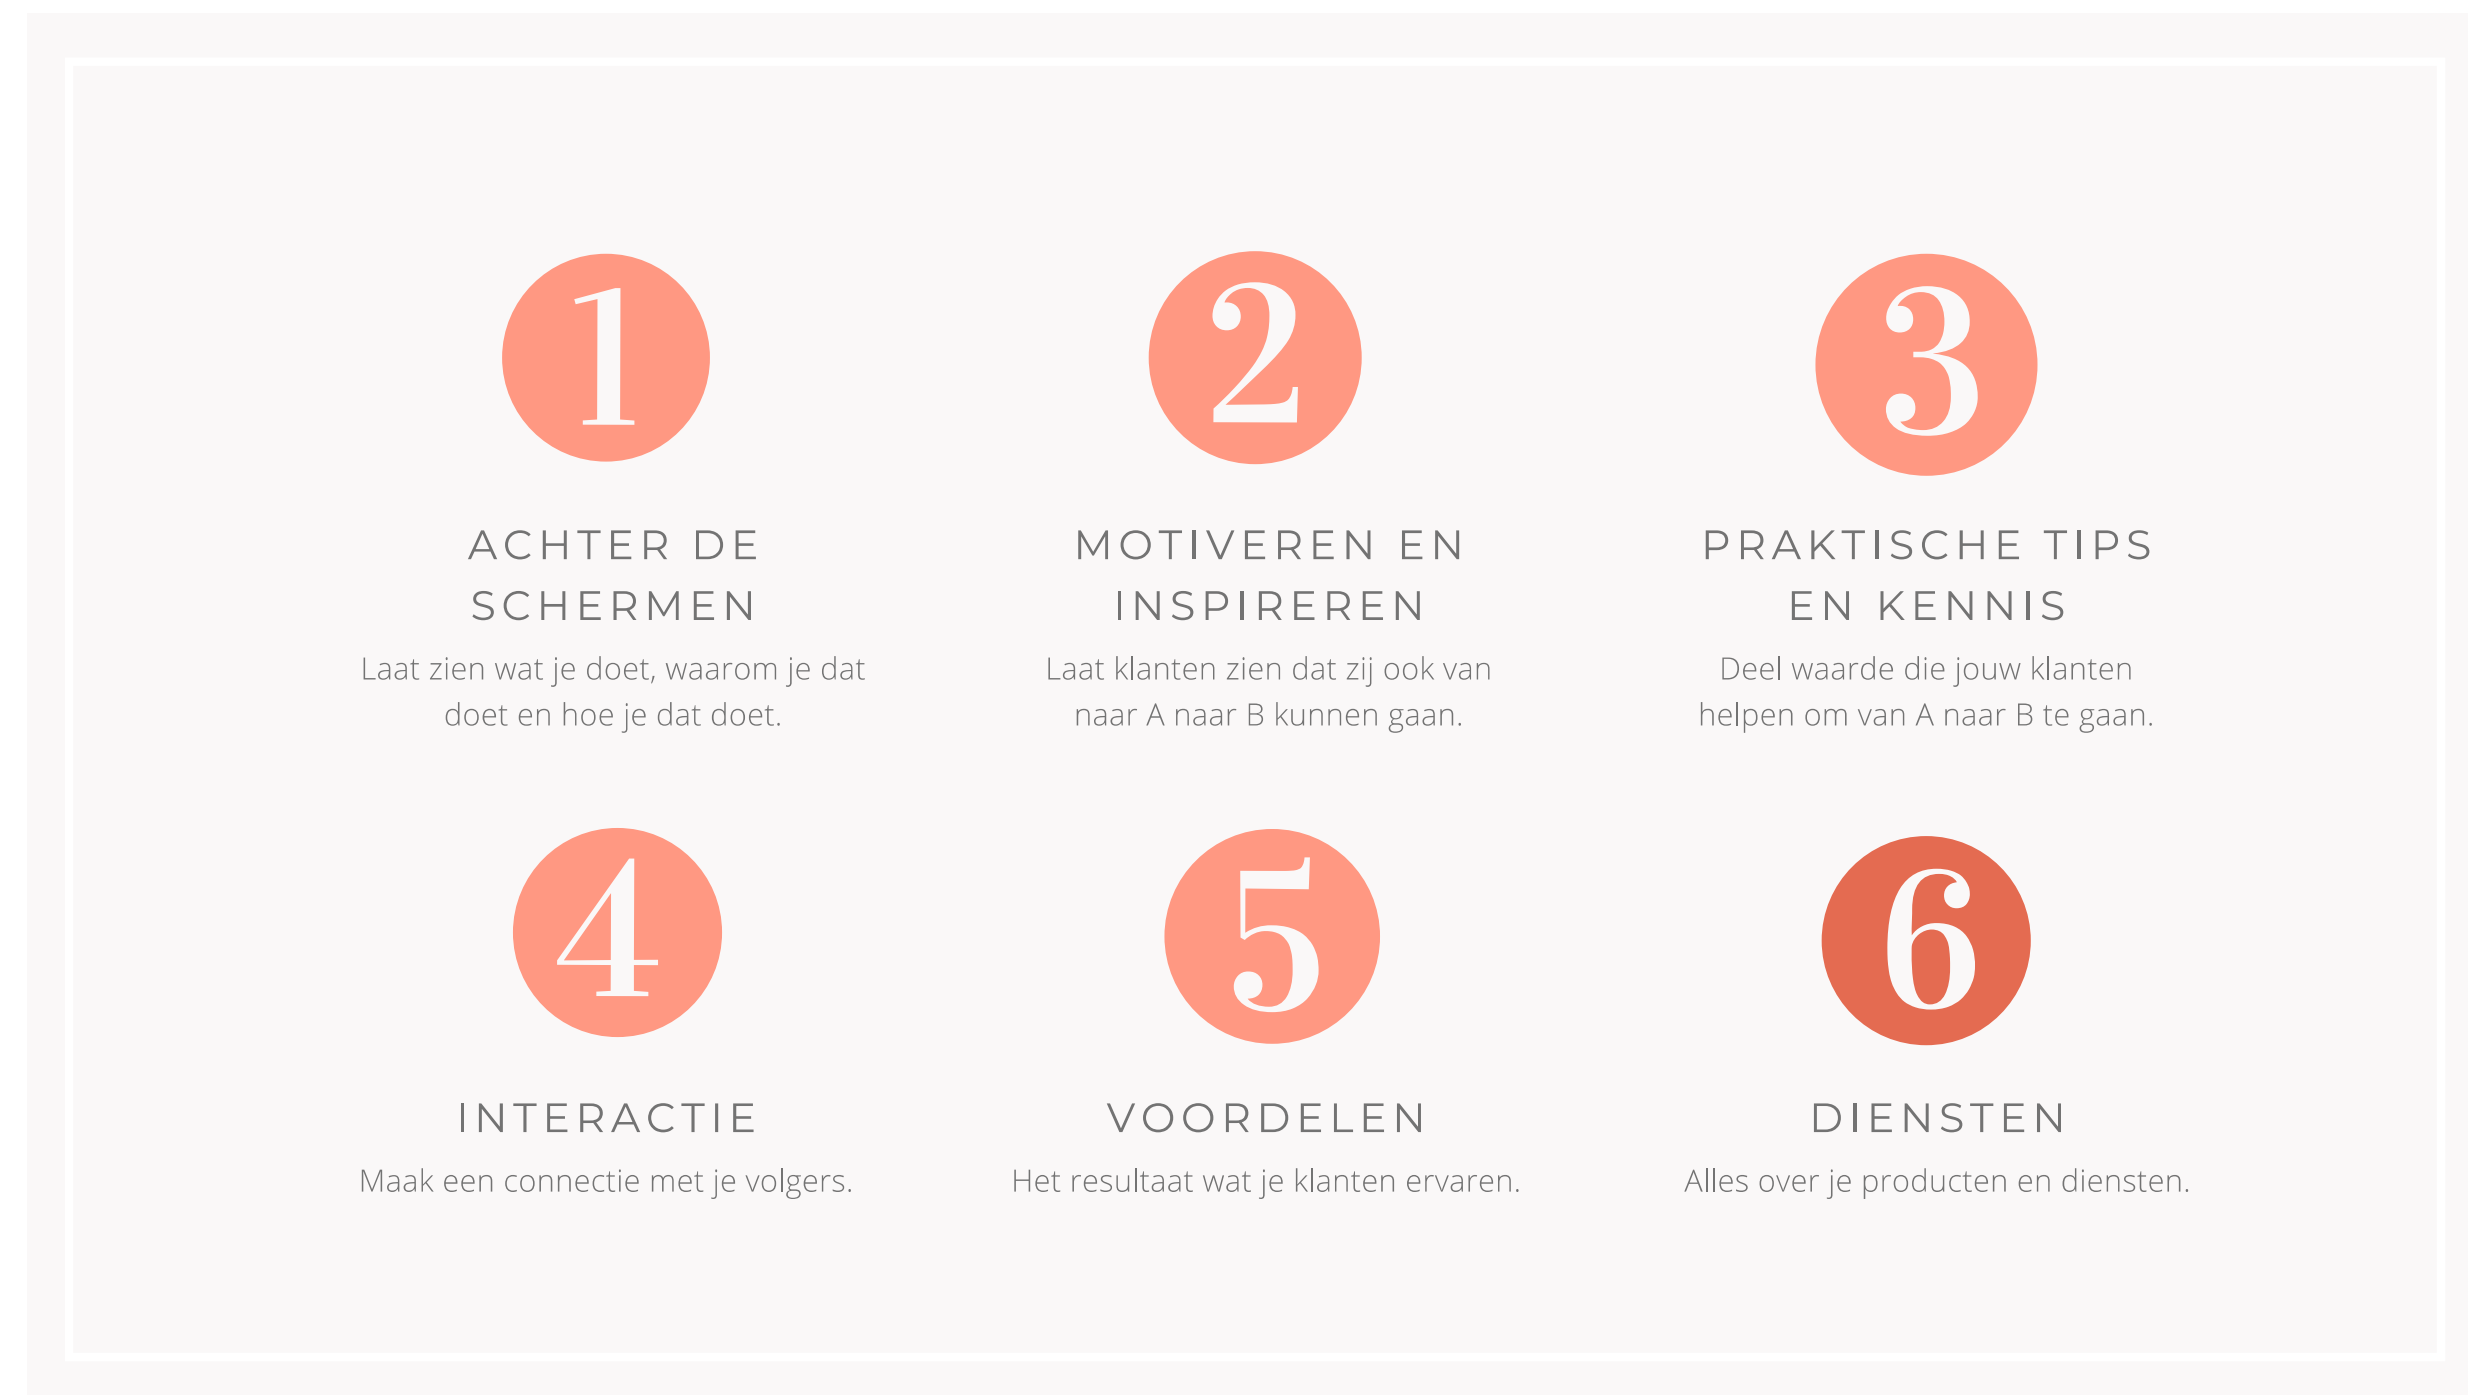 1
ACHTER DE
SCHERMEN
Laat zien wat je doet, waarom je dat
doet en hoe je dat doet.
2
MOTIVEREN EN
INSPIREREN
Laat klanten zien dat zij ook van
naar A naar B kunnen gaan.
3
PRAKTISCHE TIPS
EN KENNIS
Deel waarde die jouw klanten
helpen om van A naar B te gaan.
4
INTERACTIE
Maak een connectie met je volgers.
5
VOORDELEN
Het resultaat wat je klanten ervaren.
6
DIENSTEN
Alles over je producten en diensten.